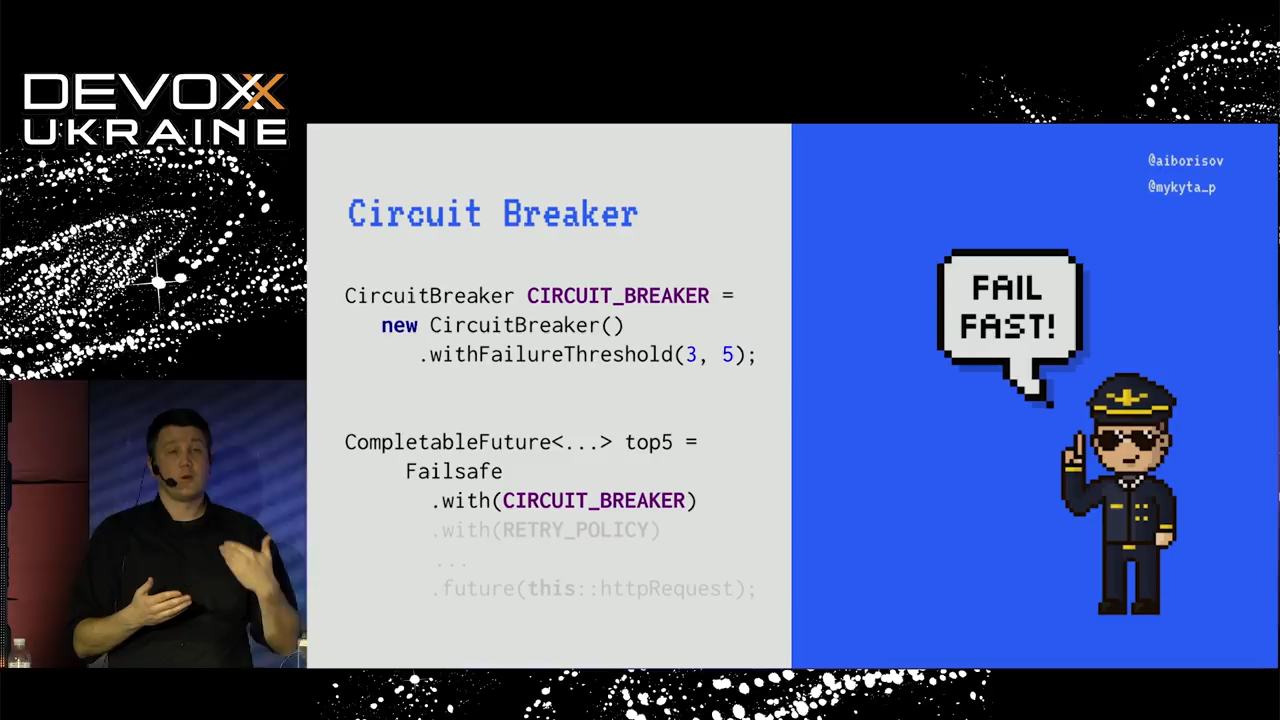 DEVOXX
UKRAINE
@aiborisov
@mykyta_p
Circuit Breaker
CircuitBreaker CIRCUIT_BREAKER =
new CircuitBreaker()
.withFailureThreshold(3, 5);
CompletableFuture<...> top5 =
Failsafe
.with(CIRCUIT_BREAKER)
.with(RETRY_POLICY)
...
.future(this::httpRequest);
FAIL
FAST!